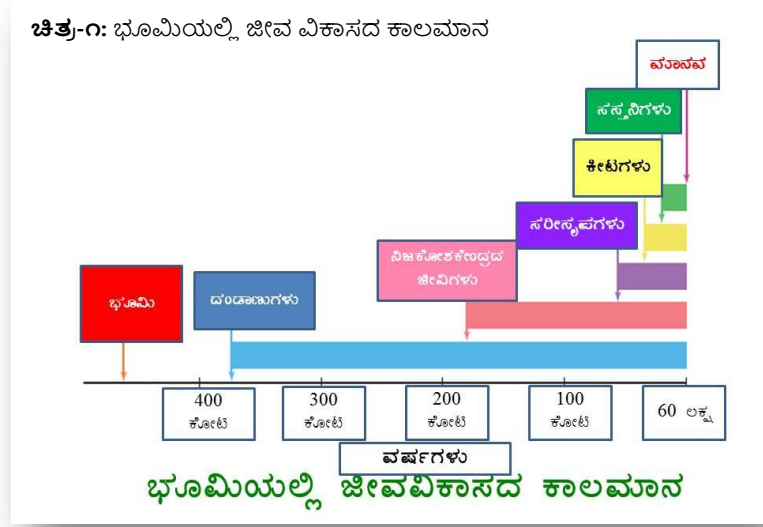 ಚಿತ್ರ-೧: ಭೂಮಿಯಲ್ಲಿ ಜೀವ ವಿಕಾಸದ ಕಾಲಮಾನ
ಮಾನವ
ಸಸ್ತನಿಗಳು
ಕೀಟಗಳು
ಸರೀಸೃಪಗಳು
ನಿಜಕೋಶಕೇಂದ್ರದ
ಜೀವಿಗಳು
ಭೂಮಿ
ದಂಡಾಣುಗಳು
400
ಕೋಟಿ
300
ಕೋಟಿ
200
ಕೋಟಿ
100
ಕೋಟಿ
60 ಲಕ್ಷ
ವರ್ಷಗಳು
ಭೂಮಿಯಲ್ಲಿ ಜೀವವಿಕಾಸದ ಕಾಲಮಾನ